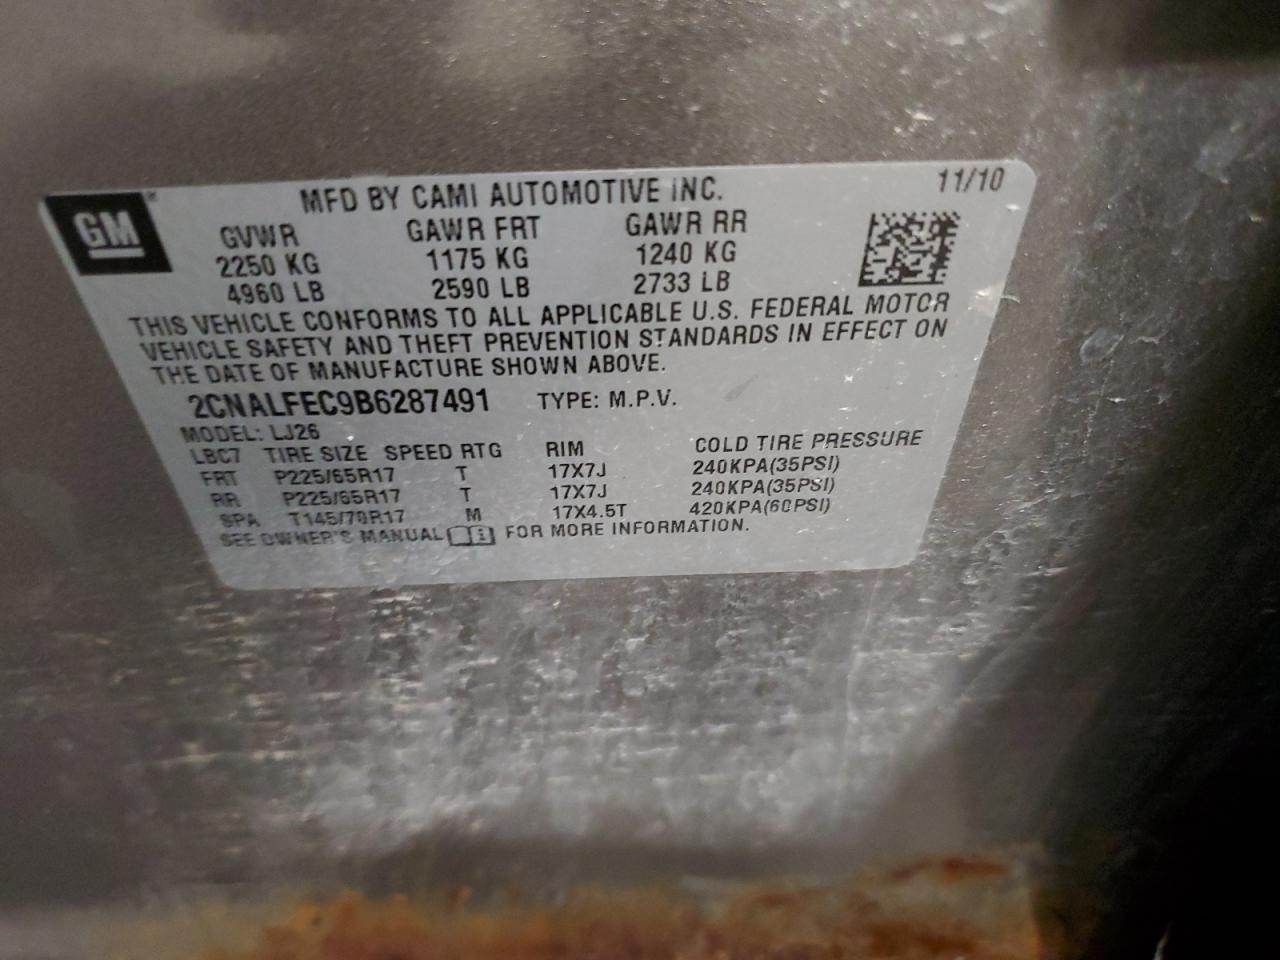 GM
MFD BY CAMI AUTOMOTIVE INC. 11/10
GVWR GAWR FRT GAWR RR
2250 KG 1175 KG 1240 KG
4960 LB 2590 LB 2733 LB
THIS VEHICLE CONFORMS TO ALL APPLICABLE U.S. FEDERAL MOTOR
VEHICLE SAFETY AND THEFT PREVENTION STANDARDS IN EFFECT ON
THE DATE OF MANUFACTURE SHOWN ABOVE.
2CNALFEC9B6287491 TYPE: M.P.V.
MODEL: LJ26
LBC7 TIRE SIZE SPEED RTG RIM COLD TIRE PRESSURE
FRT P225/65R17 T 17X7J 240KPA(35PSI)
RR P225/65R17 T 17X7J 240KPA(35PSI)
SPA T145/70R17 M 17X4.5T 420KPA(60PSI)
SEE OWNER'S MANUAL FOR MORE INFORMATION.